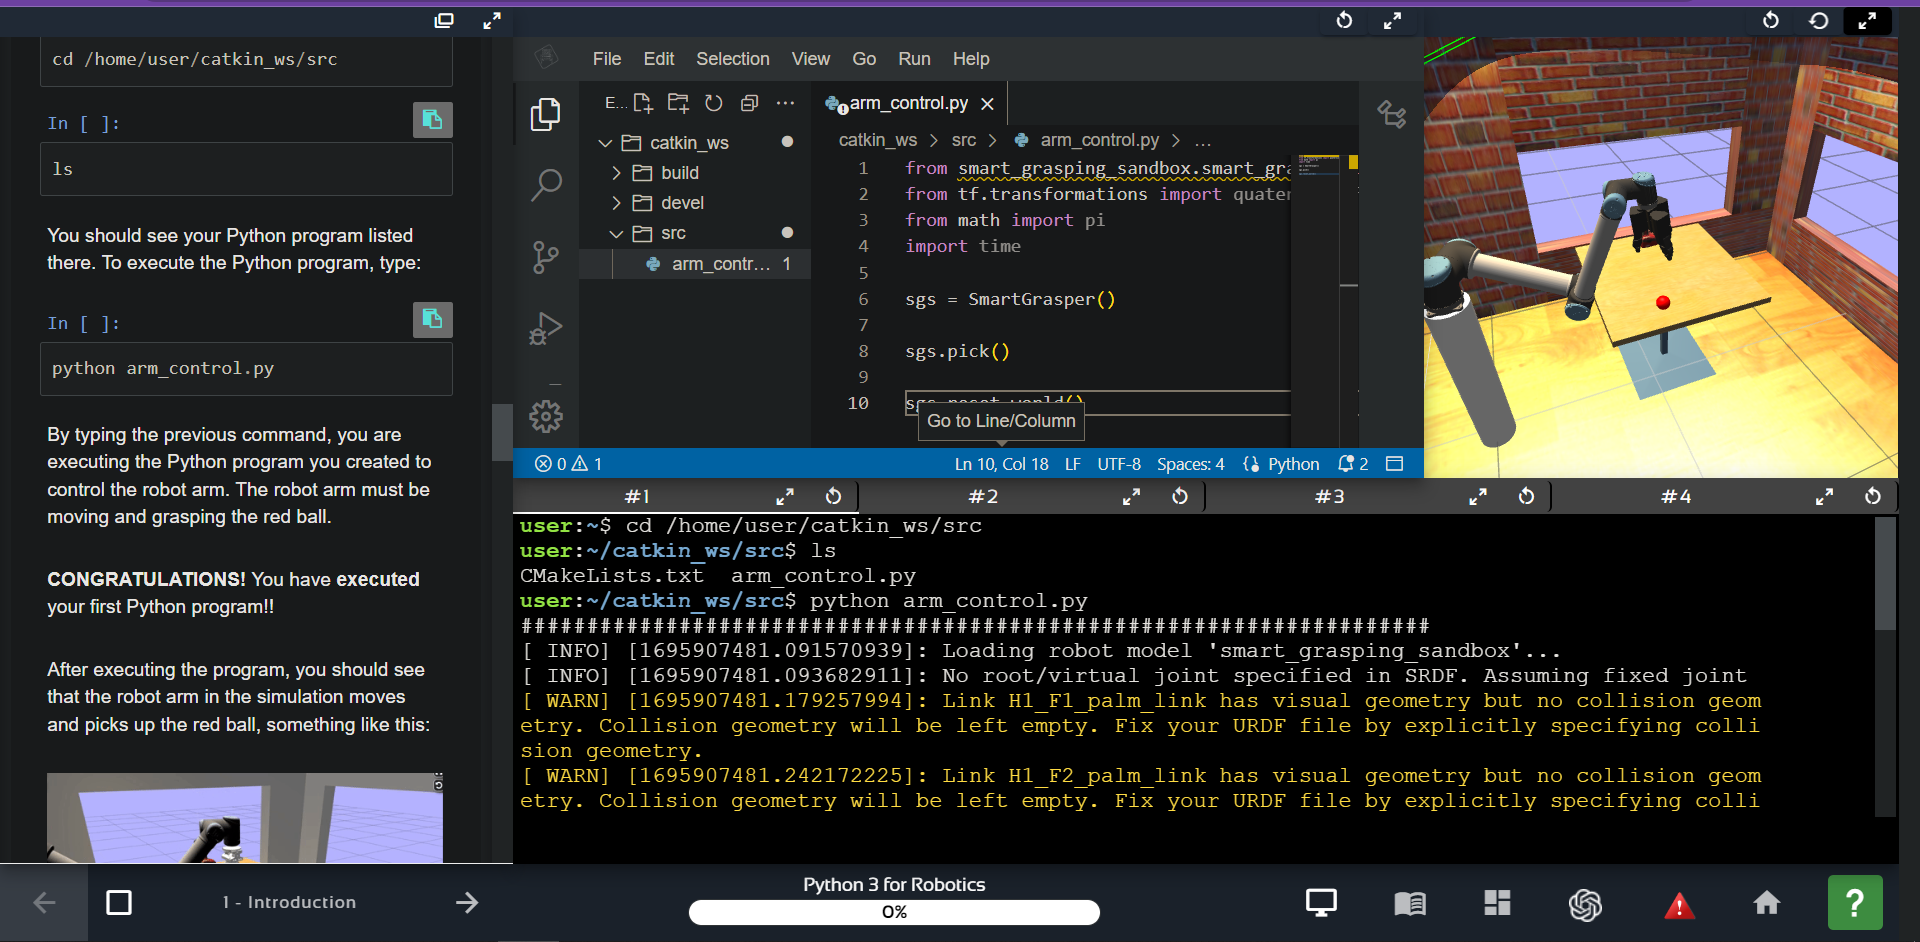 cd /home/user/catkin_ws/src
In [ ]:
ls
You should see your Python program listed
there. To execute the Python program, type:
In [ ]:
python arm_control.py
By typing the previous command, you are
executing the Python program you created to
control the robot arm. The robot arm must be
moving and grasping the red ball.
CONGRATULATIONS! You have executed
your first Python program!!
After executing the program, you should see
that the robot arm in the simulation moves
and picks up the red ball, something like this:
File Edit Selection View Go Run Help
E...
catkin_ws
build
devel
src
arm_contr... 1
arm_control.py
catkin_ws > src > arm_control.py > ...
1 from smart_grasping_sandbox.smart_gra
2 from tf.transformations import quater
3 from math import pi
4 import time
5
6 sgs = SmartGrasper()
7
8 sgs.pick()
9
10 sgs.reset_world()
Go to Line/Column
0 1 Ln 10, Col 18 LF UTF-8 Spaces: 4 Python 2
#1 #2 #3 #4
user:~$ cd /home/user/catkin_ws/src
user:~/catkin_ws/src$ ls
CMakeLists.txt arm_control.py
user:~/catkin_ws/src$ python arm_control.py
#####################################################################
[ INFO] [1695907481.091570939]: Loading robot model 'smart_grasping_sandbox'...
[ INFO] [1695907481.093682911]: No root/virtual joint specified in SRDF. Assuming fixed joint
[ WARN] [1695907481.179257994]: Link H1_F1_palm_link has visual geometry but no collision geom
etry. Collision geometry will be left empty. Fix your URDF file by explicitly specifying colli
sion geometry.
[ WARN] [1695907481.242172225]: Link H1_F2_palm_link has visual geometry but no collision geom
etry. Collision geometry will be left empty. Fix your URDF file by explicitly specifying colli
1 - Introduction
Python 3 for Robotics
0%
?